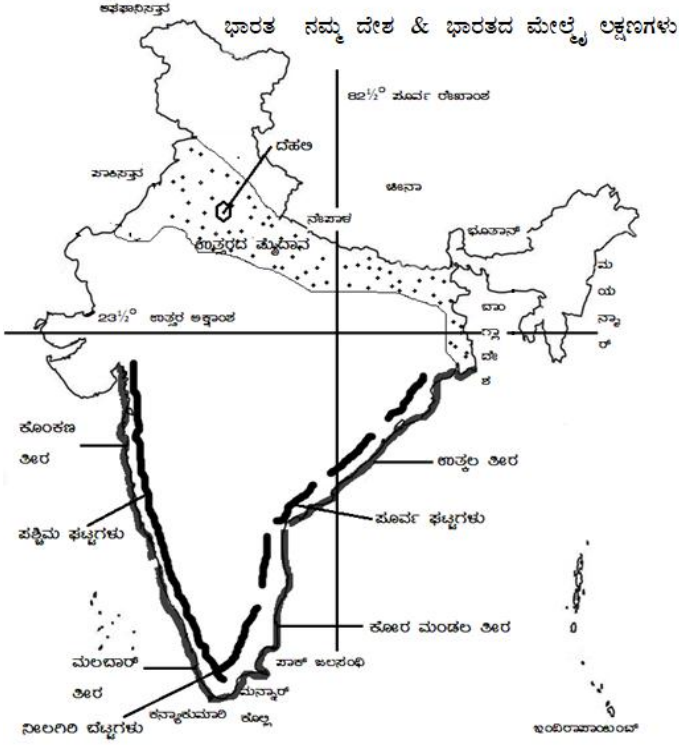 ಅಫಘಾನಿಸ್ತಾನ
ಭಾರತ ನಮ್ಮ ದೇಶ & ಭಾರತದ ಮೇಲ್ಮೈ ಲಕ್ಷಣಗಳು
82½° ಪೂರ್ವ ರೇಖಾಂಶ
ದೆಹಲಿ
ಪಾಕಿಸ್ತಾನ
ಚೀನಾ
ನೇಪಾಳ
ಭೂತಾನ್
ಉತ್ತರದ ಮೈದಾನ
ಮ
ಯ
ನ್ಮಾ
ರ್
ಬಾಂ
ಗ್ಲಾ
ದೇ
ಶ
23½° ಉತ್ತರ ಅಕ್ಷಾಂಶ
ಕೊಂಕಣ
ತೀರ
ಉತ್ಕಲ ತೀರ
ಪಶ್ಚಿಮ ಘಟ್ಟಗಳು
ಪೂರ್ವ ಘಟ್ಟಗಳು
ಕೋರ ಮಂಡಲ ತೀರ
ಮಲಬಾರ್
ತೀರ
ಪಾಕ್ ಜಲಸಂಧಿ
ಮನ್ನಾರ್
ಕೊಲ್ಲಿ
ಕನ್ಯಾಕುಮಾರಿ
ನೀಲಗಿರಿ ಬೆಟ್ಟಗಳು
ಇಂದಿರಾಪಾಯಿಂಟ್